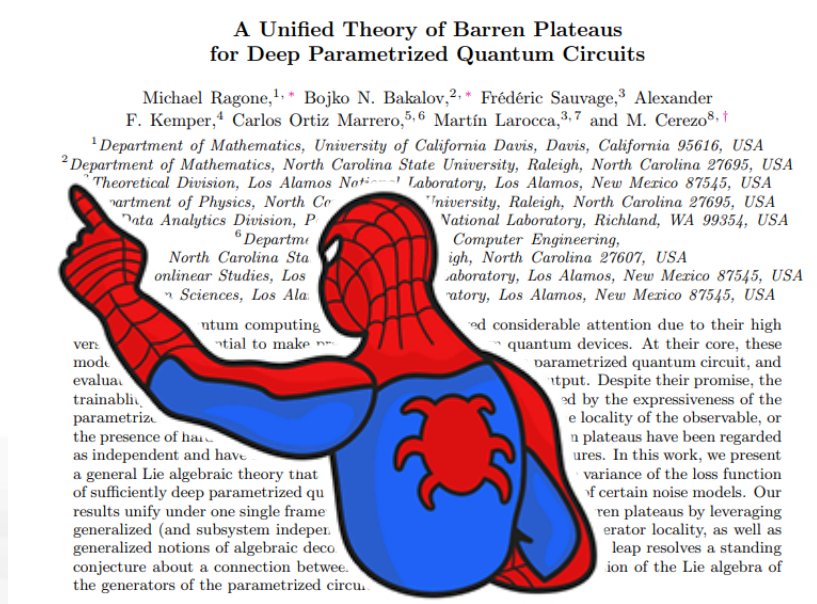 A Unified Theory of Barren Plateaus
for Deep Parametrized Quantum Circuits
Michael Ragone,¹, * Bojko N. Bakalov,², * Frédéric Sauvage,³ Alexander
F. Kemper,⁴ Carlos Ortiz Marrero,⁵, ⁶ Martín Larocca,³, ⁷ and M. Cerezo⁸, †
¹Department of Mathematics, University of California Davis, Davis, California 95616, USA
²Department of Mathematics, North Carolina State University, Raleigh, North Carolina 27695, USA
Theoretical Division, Los Alamos Laboratory, Los Alamos, New Mexico 87545, USA
of Physics, North University, Raleigh, North Carolina 27695, USA
Analytics Division, National Laboratory, Richland, WA 99354, USA
⁶ Computer Engineering,
North Carolina North Carolina 27607, USA
Studies, Los Los Alamos, New Mexico 87545, USA
Sciences, Los Los Alamos, New Mexico 87545, USA
computing considerable attention due to their high
to make quantum devices. At their core, these
parametrized quantum circuit, and
Despite their promise, the
by the expressiveness of the
locality of the observable, or
the presence of plateaus have been regarded
as independent and have In this work, we present
a general Lie algebraic theory that variance of the loss function
of sufficiently deep parametrized of certain noise models. Our
results unify under one single plateaus by leveraging
generalized (and subsystem locality, as well as
generalized notions of algebraic leap resolves a standing
conjecture about a connection of the Lie algebra of
the generators of the parametrized